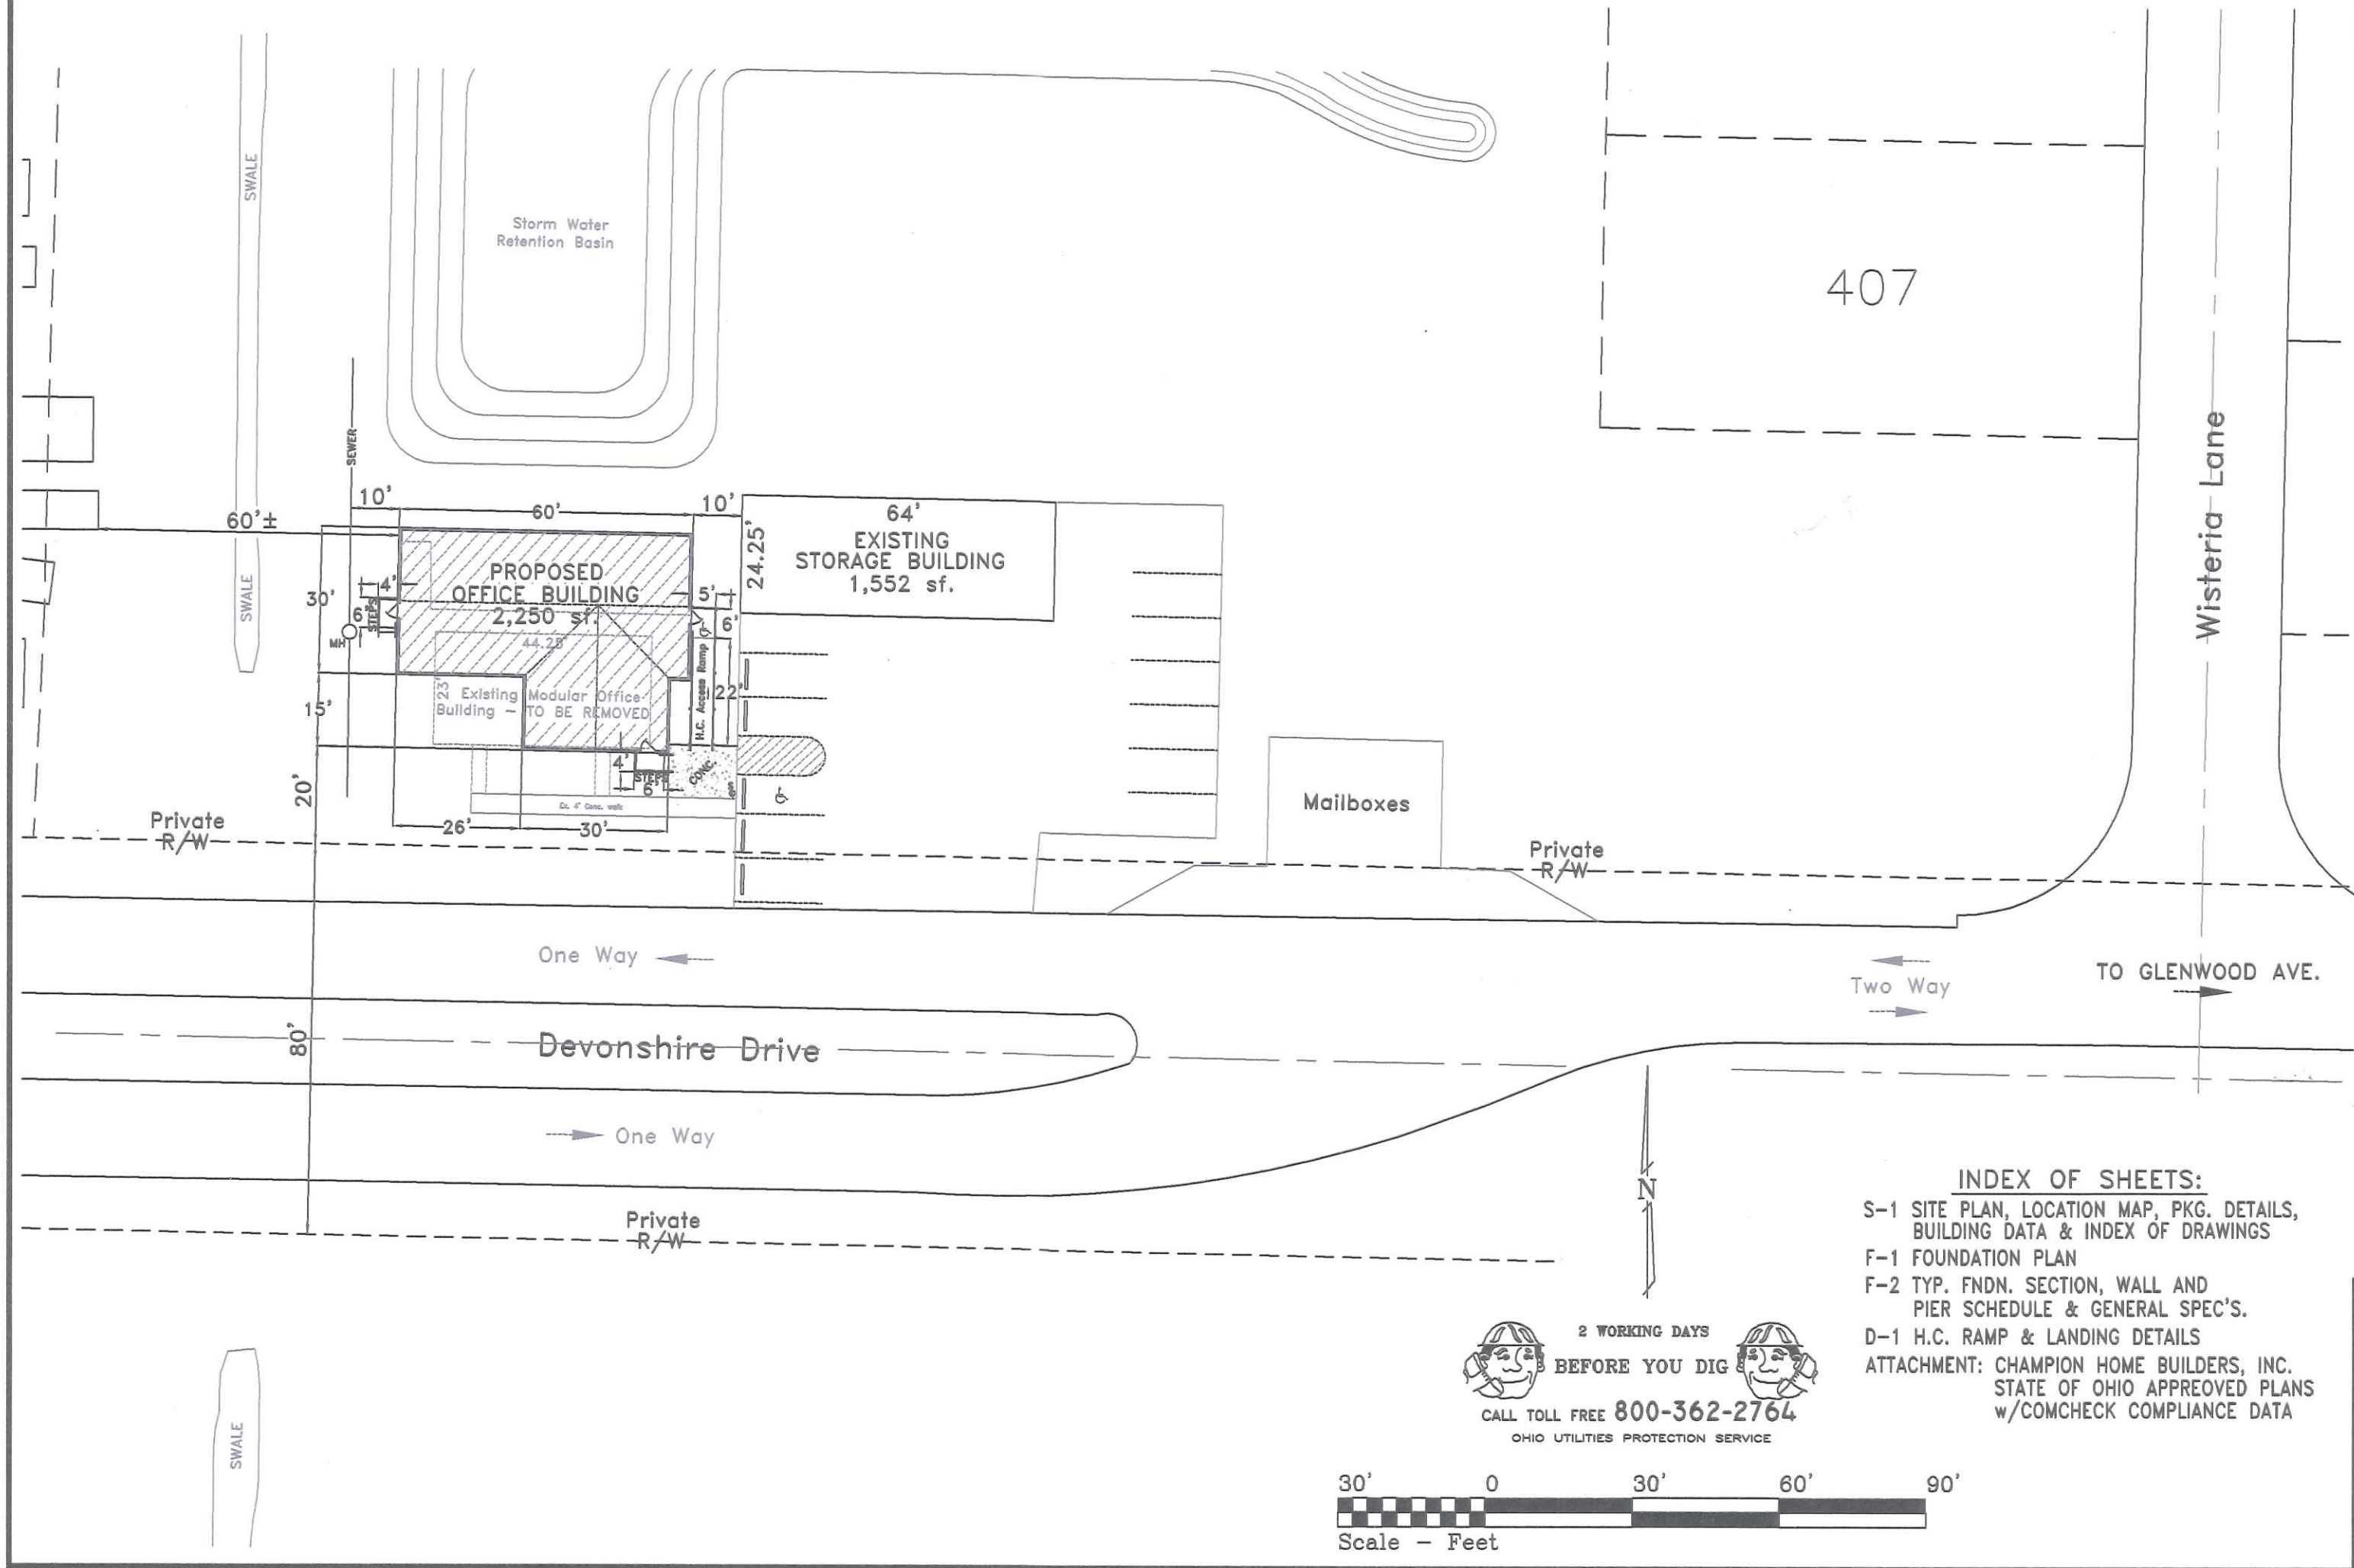 SWALE
Storm Water
Retention Basin
407
Wisteria Lane
SEWER
10'
60'
10'
60'±
64'
EXISTING
STORAGE BUILDING
1,552 sf.
24.25'
PROPOSED
OFFICE BUILDING
2,250 sf.
44.25'
SWALE
30'
4'
6'
STEPS
MH
5'
6'
H.C. Access Ramp
22'
23'
Existing Modular Office
Building - TO BE REMOVED
15'
20'
4'
STEPS
6'
CONC.
Ex. 4' Conc. walk
26'
30'
Mailboxes
Private
R/W
Private
R/W
One Way
Two Way
TO GLENWOOD AVE.
80'
Devonshire Drive
One Way
Private
R/W
N
INDEX OF SHEETS:
S-1 SITE PLAN, LOCATION MAP, PKG. DETAILS,
BUILDING DATA & INDEX OF DRAWINGS
F-1 FOUNDATION PLAN
F-2 TYP. FNDN. SECTION, WALL AND
PIER SCHEDULE & GENERAL SPEC'S.
D-1 H.C. RAMP & LANDING DETAILS
ATTACHMENT: CHAMPION HOME BUILDERS, INC.
STATE OF OHIO APPREOVED PLANS
w/COMCHECK COMPLIANCE DATA
2 WORKING DAYS
BEFORE YOU DIG
CALL TOLL FREE 800-362-2764
OHIO UTILITIES PROTECTION SERVICE
SWALE
30' 0 30' 60' 90'
Scale - Feet